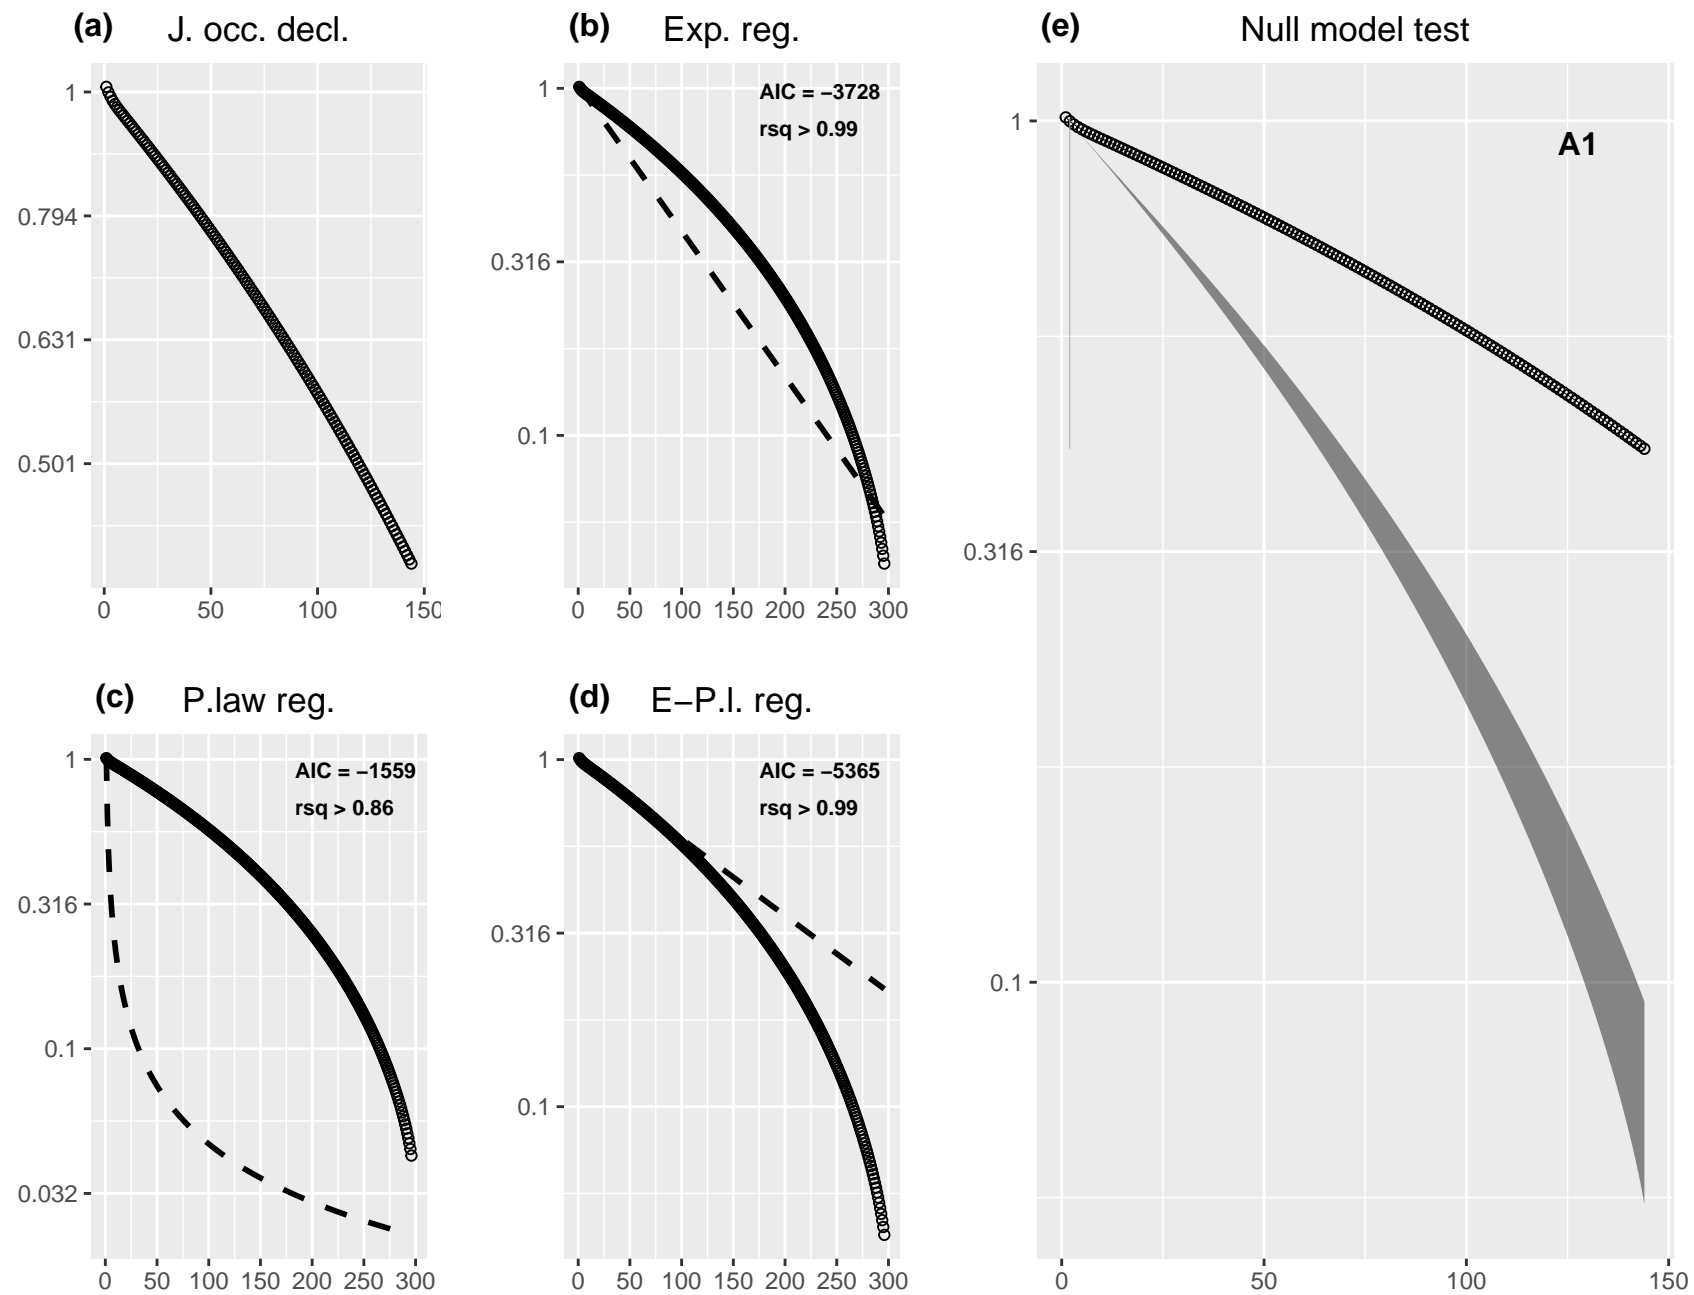 (a) J. occ. decl.
1
0.794
0.631
0.501
0 50 100 150
(b) Exp. reg.
AIC = −3728
rsq > 0.99
1
0.316
0.1
0 50 100 150 200 250 300
(c) P.law reg.
AIC = −1559
rsq > 0.86
1
0.316
0.1
0.032
0 50 100 150 200 250 300
(d) E−P.l. reg.
AIC = −5365
rsq > 0.99
1
0.316
0.1
0 50 100 150 200 250 300
(e) Null model test
A1
1
0.316
0.1
0 50 100 150